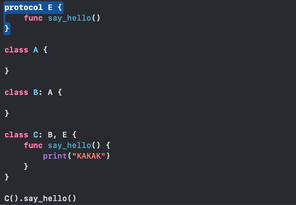 protocol E {
    func say_hello()
}
class A {
}
class B: A {
}
class C: B, E {
    func say_hello() {
        print("KAKAK")
    }
}
C().say_hello()